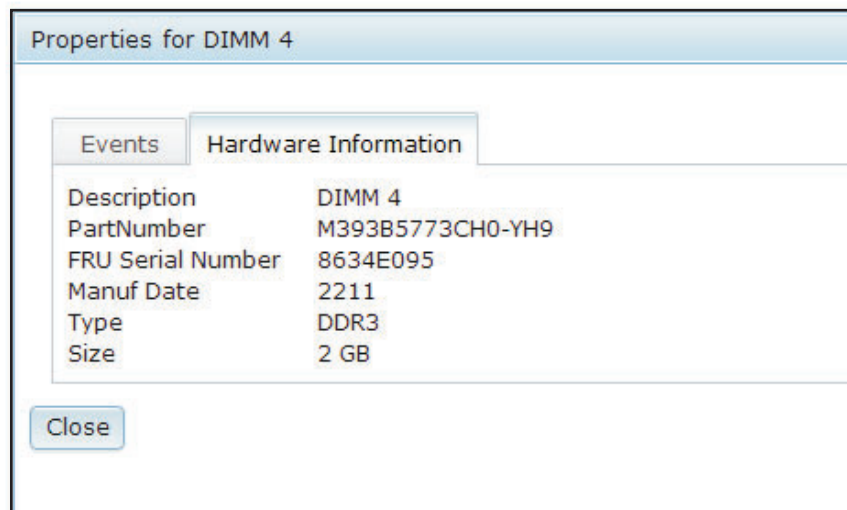 Properties for DIMM 4
Events Hardware Information
Description DIMM 4
PartNumber M393B5773CH0-YH9
FRU Serial Number 8634E095
Manuf Date 2211
Type DDR3
Size 2 GB
Close